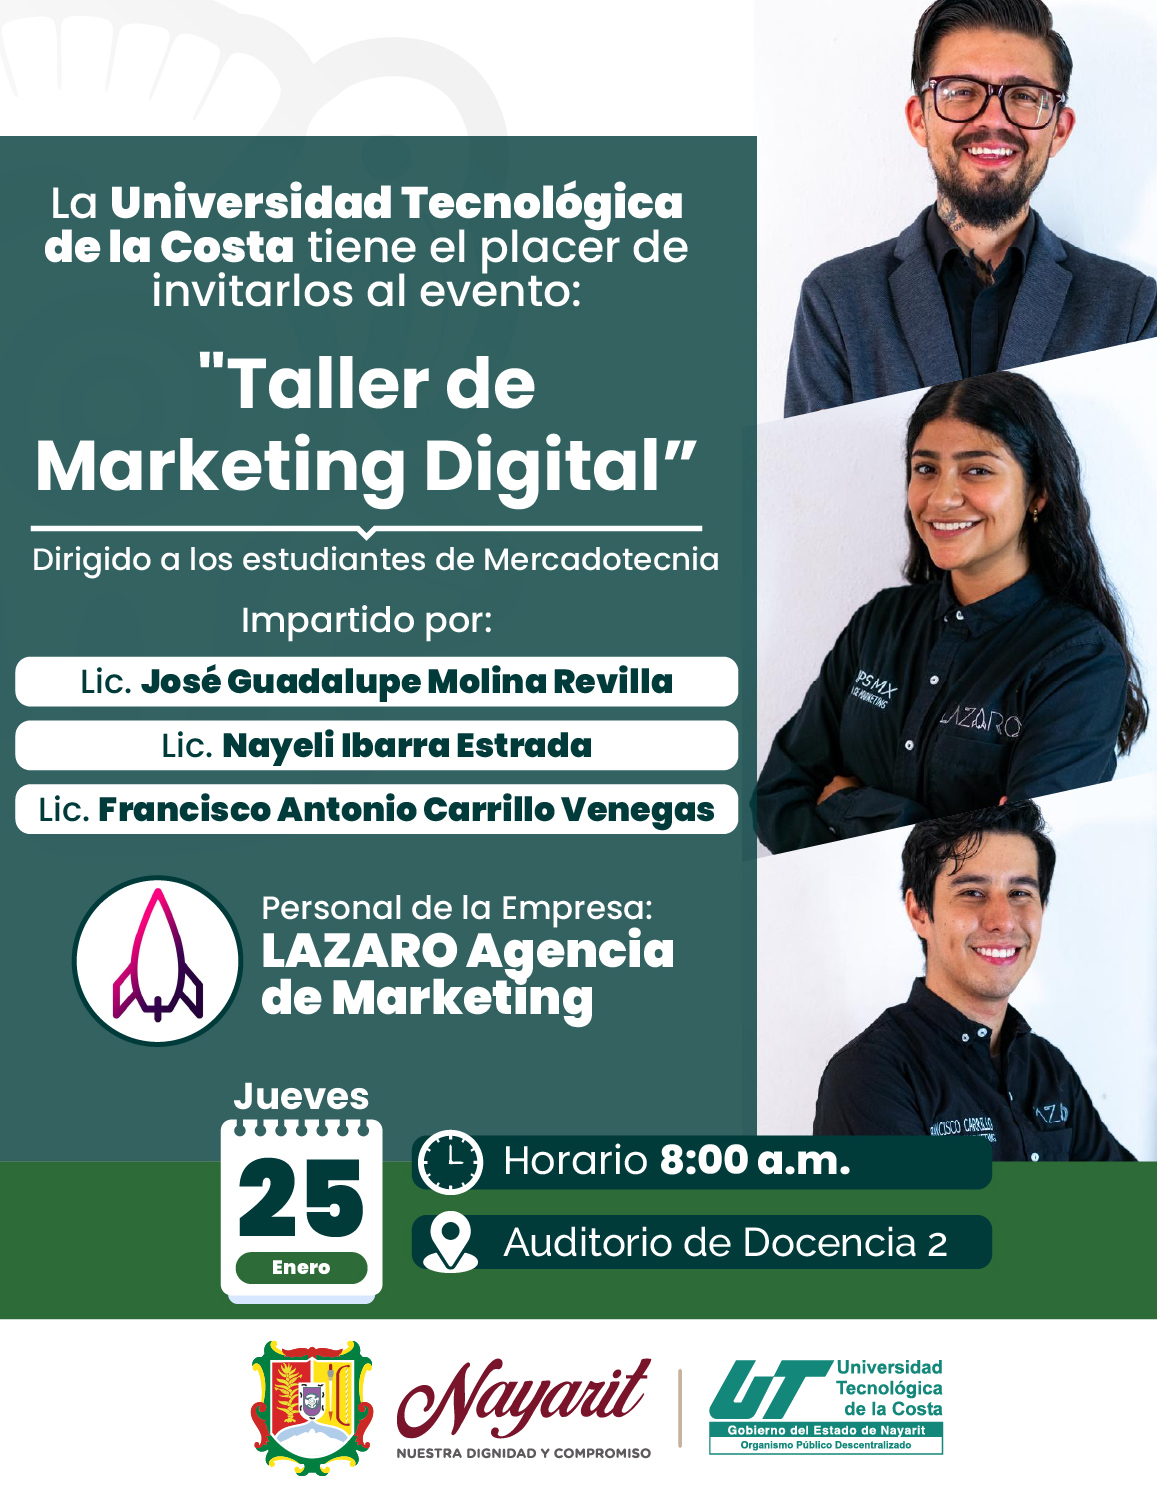 La Universidad Tecnológica
de la Costa tiene el placer de
invitarlos al evento:
"Taller de
Marketing Digital”
Dirigido a los estudiantes de Mercadotecnia
Impartido por:
Lic. José Guadalupe Molina Revilla
Lic. Nayeli Ibarra Estrada
Lic. Francisco Antonio Carrillo Venegas
Personal de la Empresa:
LAZARO Agencia
de Marketing
LAZARO
Jueves
25
Enero
Horario 8:00 a.m.
Auditorio de Docencia 2
Nayarit
NUESTRA DIGNIDAD Y COMPROMISO
UT
Universidad
Tecnológica
de la Costa
Gobierno del Estado de Nayarit
Organismo Público Descentralizado